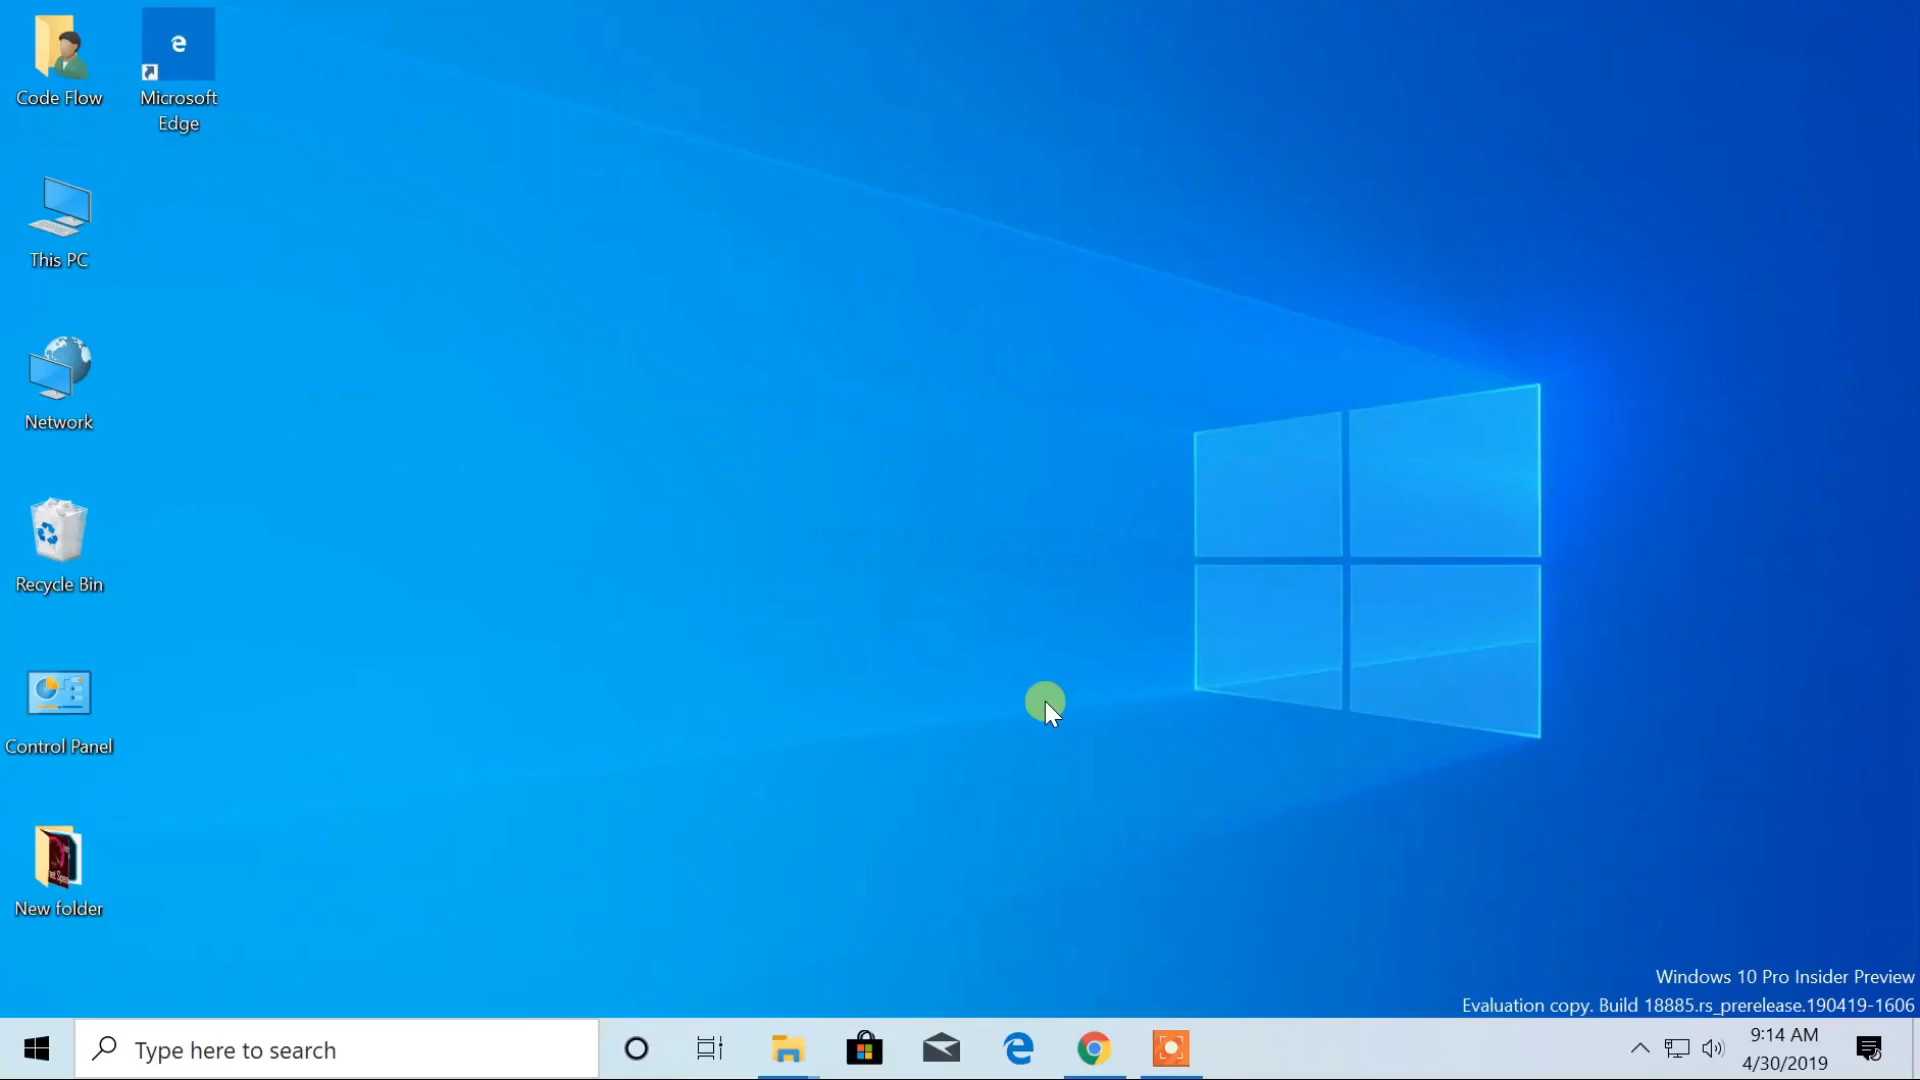 Code Flow
Microsoft
Edge
This PC
Network
Recycle Bin
Control Panel
New folder
Windows 10 Pro Insider Preview
Evaluation copy. Build 18885.rs_prerelease.190419-1606
Type here to search
9:14 AM
4/30/2019